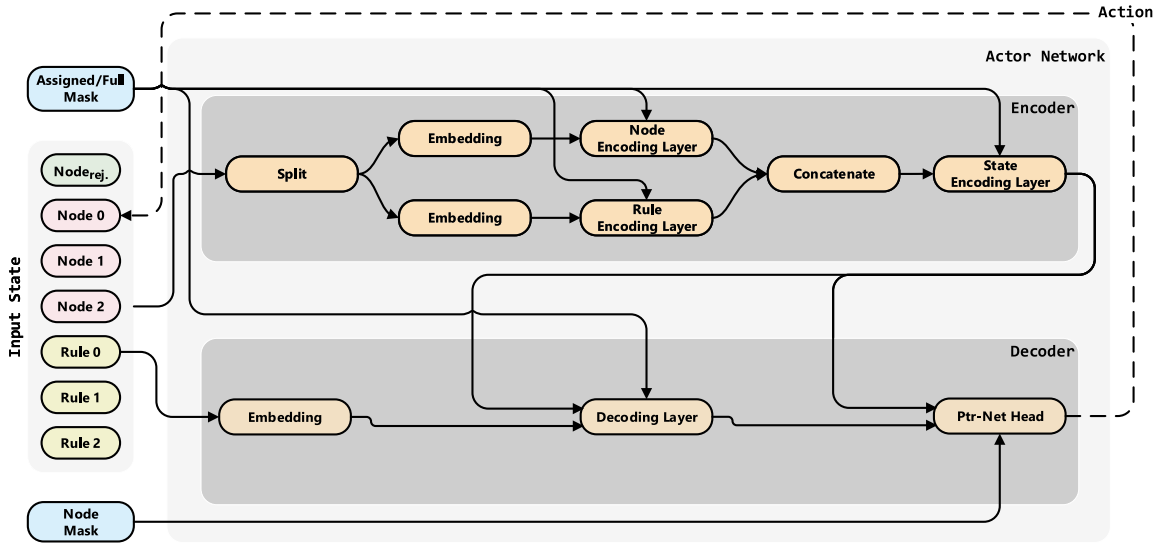 Action
Actor Network
Assigned/Full
Mask
Encoder
Node
Encoding Layer
Embedding
Split
Concatenate
State
Encoding Layer
Embedding
Rule
Encoding Layer
Input State
Noderej.
Node 0
Node 1
Node 2
Rule 0
Rule 1
Rule 2
Decoder
Embedding
Decoding Layer
Ptr-Net Head
Node
Mask